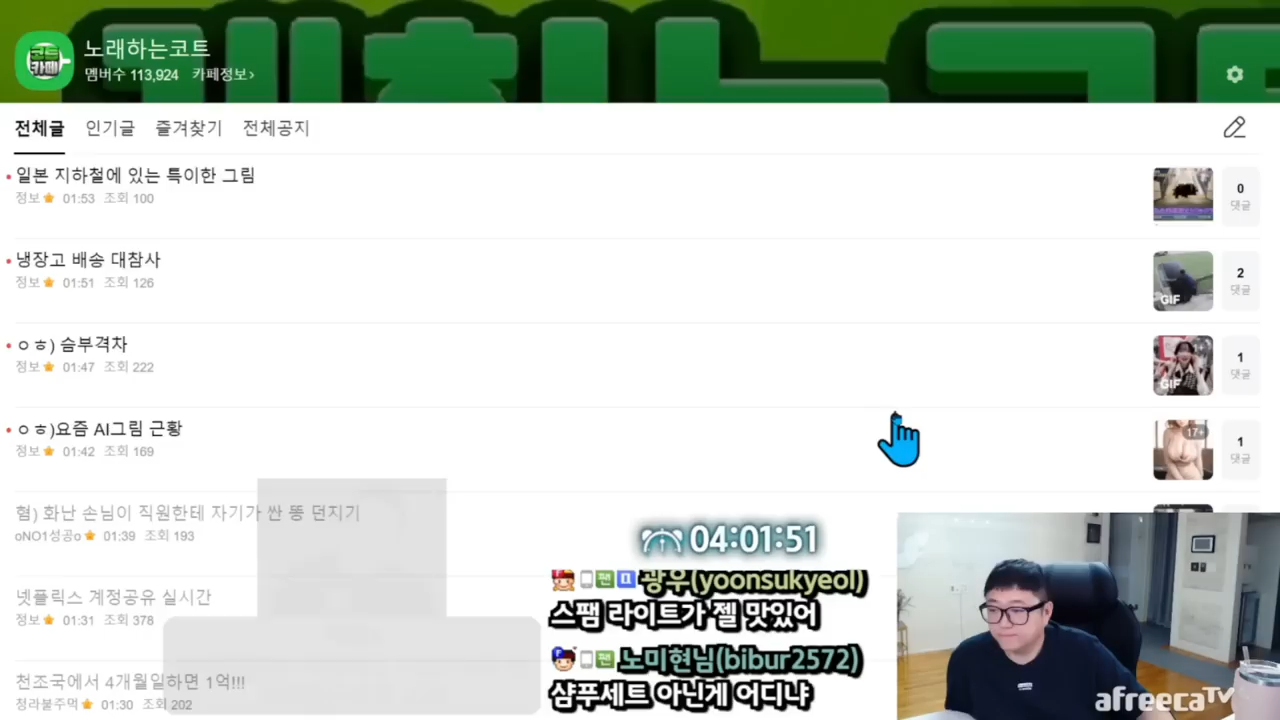 코트
카페
노래하는코트
멤버수 113,924 카페정보 >
전체글 인기글 즐겨찾기 전체공지
일본 지하철에 있는 특이한 그림
정보 01:53 조회 100
0
댓글
냉장고 배송 대참사
정보 01:51 조회 126
GIF
2
댓글
ㅇㅎ) 슴부격차
정보 01:47 조회 222
GIF
1
댓글
ㅇㅎ)요즘 AI그림 근황
정보 01:42 조회 169
17+
1
댓글
혐) 화난 손님이 직원한테 자기가 싼 똥 던지기
oNO1성공o 01:39 조회 193
넷플릭스 계정공유 실시간
정보 01:31 조회 378
천조국에서 4개월일하면 1억!!!
청라불주먹 01:30 조회 202
04:01:51
팬 광우(yoonsukyeol)
스팸 라이트가 젤 맛있어
팬 노미현님(bibur2572)
샴푸세트 아닌게 어디냐
afreecaTV